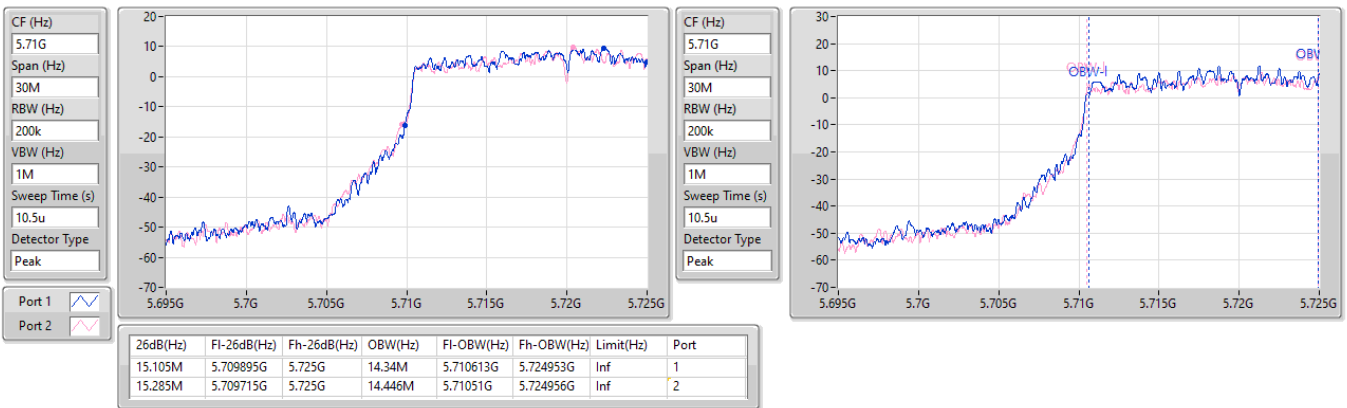 CF (Hz)
5.71G
Span (Hz)
30M
RBW (Hz)
200k
VBW (Hz)
1M
Sweep Time (s)
10.5u
Detector Type
Peak
Port 1
Port 2
20
10
0
-10
-20
-30
-40
-50
-60
-70
5.695G 5.7G 5.705G 5.71G 5.715G 5.72G 5.725G
CF (Hz)
5.71G
Span (Hz)
30M
RBW (Hz)
200k
VBW (Hz)
1M
Sweep Time (s)
10.5u
Detector Type
Peak
30
20
10
0
-10
-20
-30
-40
-50
-60
-70
OBW-l
OBW
5.695G 5.7G 5.705G 5.71G 5.715G 5.72G 5.725G
26dB(Hz) Fl-26dB(Hz) Fh-26dB(Hz) OBW(Hz) Fl-OBW(Hz) Fh-OBW(Hz) Limit(Hz) Port
15.105M 5.709895G 5.725G 14.34M 5.710613G 5.724953G Inf 1
15.285M 5.709715G 5.725G 14.446M 5.71051G 5.724956G Inf 2